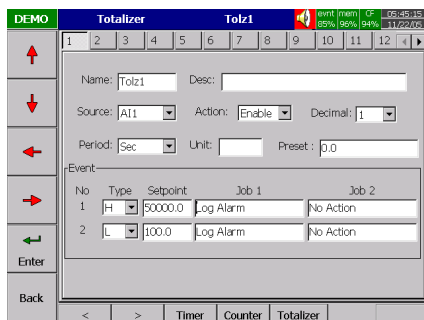 DEMO Totalizer Tolz1 evnt mem CF 05:45:15
85% 96% 94% 11/22/05
1 2 3 4 5 6 7 8 9 10 11 12
Name: Tolz1 Desc:
Source: AI1 Action: Enable Decimal: 1
Period: Sec Unit: Preset : 0.0
Event
No Type Setpoint Job 1 Job 2
1 H 50000.0 Log Alarm No Action
2 L 100.0 Log Alarm No Action
Enter
Back
< > Timer Counter Totalizer